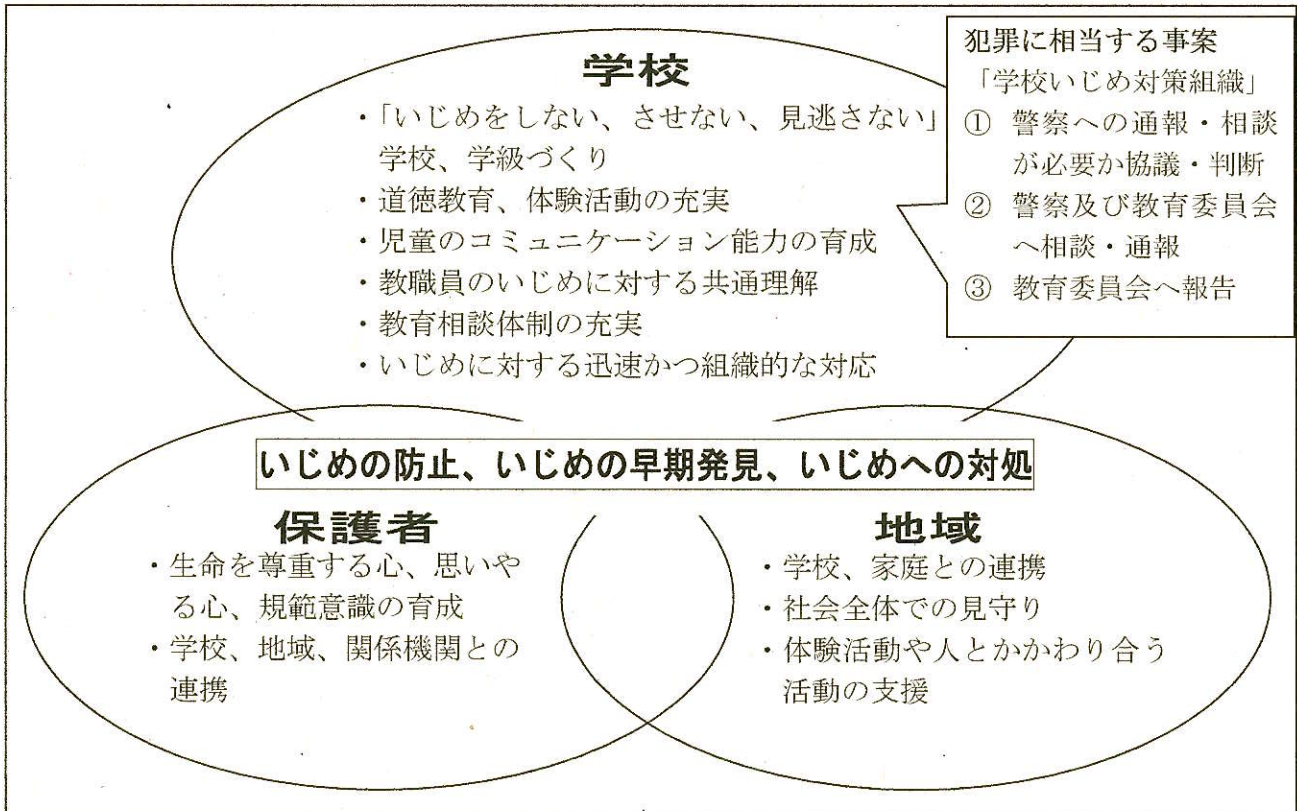 学校
・「いじめをしない、させない、見逃さない」
学校、学級づくり
・道徳教育、体験活動の充実
・児童のコミュニケーション能力の育成
・教職員のいじめに対する共通理解
・教育相談体制の充実
・いじめに対する迅速かつ組織的な対応
犯罪に相当する事案
「学校いじめ対策組織」
① 警察への通報・相談
が必要か協議・判断
② 警察及び教育委員会
へ相談・通報
③ 教育委員会へ報告
いじめの防止、いじめの早期発見、いじめへの対処
保護者
・生命を尊重する心、思いや
る心、規範意識の育成
・学校、地域、関係機関との
連携
地域
・学校、家庭との連携
・社会全体での見守り
・体験活動や人とかかわり合う
活動の支援